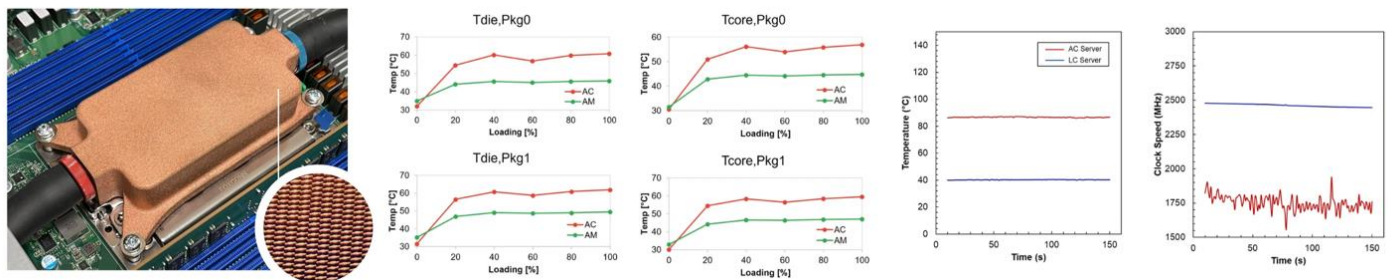 Tdie,Pkg0
70
60
50
40
30
Temp [°C]
AC
AM
0 20 40 60 80 100
Loading [%]
Tcore,Pkg0
60
50
40
30
Temp [°C]
AC
AM
0 20 40 60 80 100
Loading [%]
Tdie,Pkg1
70
60
50
40
30
Temp [°C]
AC
AM
0 20 40 60 80 100
Loading [%]
Tcore,Pkg1
70
60
50
40
30
Temp [°C]
AC
AM
0 20 40 60 80 100
Loading [%]
140
120
100
80
60
40
20
0
Temperature (°C)
AC Server
LC Server
0 50 100 150
Time (s)
3000
2750
2500
2250
2000
1750
1500
Clock Speed (MHz)
0 50 100 150
Time (s)